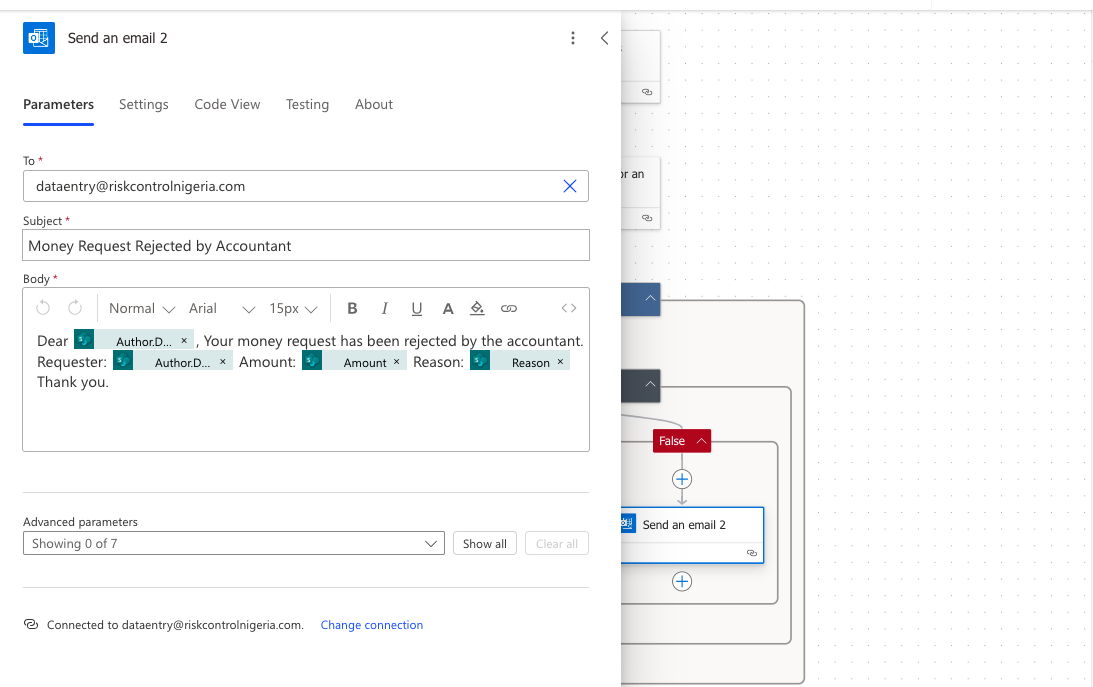 Send an email 2
Parameters Settings Code View Testing About
To *
dataentry@riskcontrolnigeria.com
Subject *
Money Request Rejected by Accountant
Body *
Normal Arial 15px B I U A
Dear Author.D... × , Your money request has been rejected by the accountant.
Requester: Author.D... × Amount: Amount × Reason: Reason ×
Thank you.
Advanced parameters
Showing 0 of 7 Show all Clear all
Connected to dataentry@riskcontrolnigeria.com. Change connection
an
False
Send an email 2